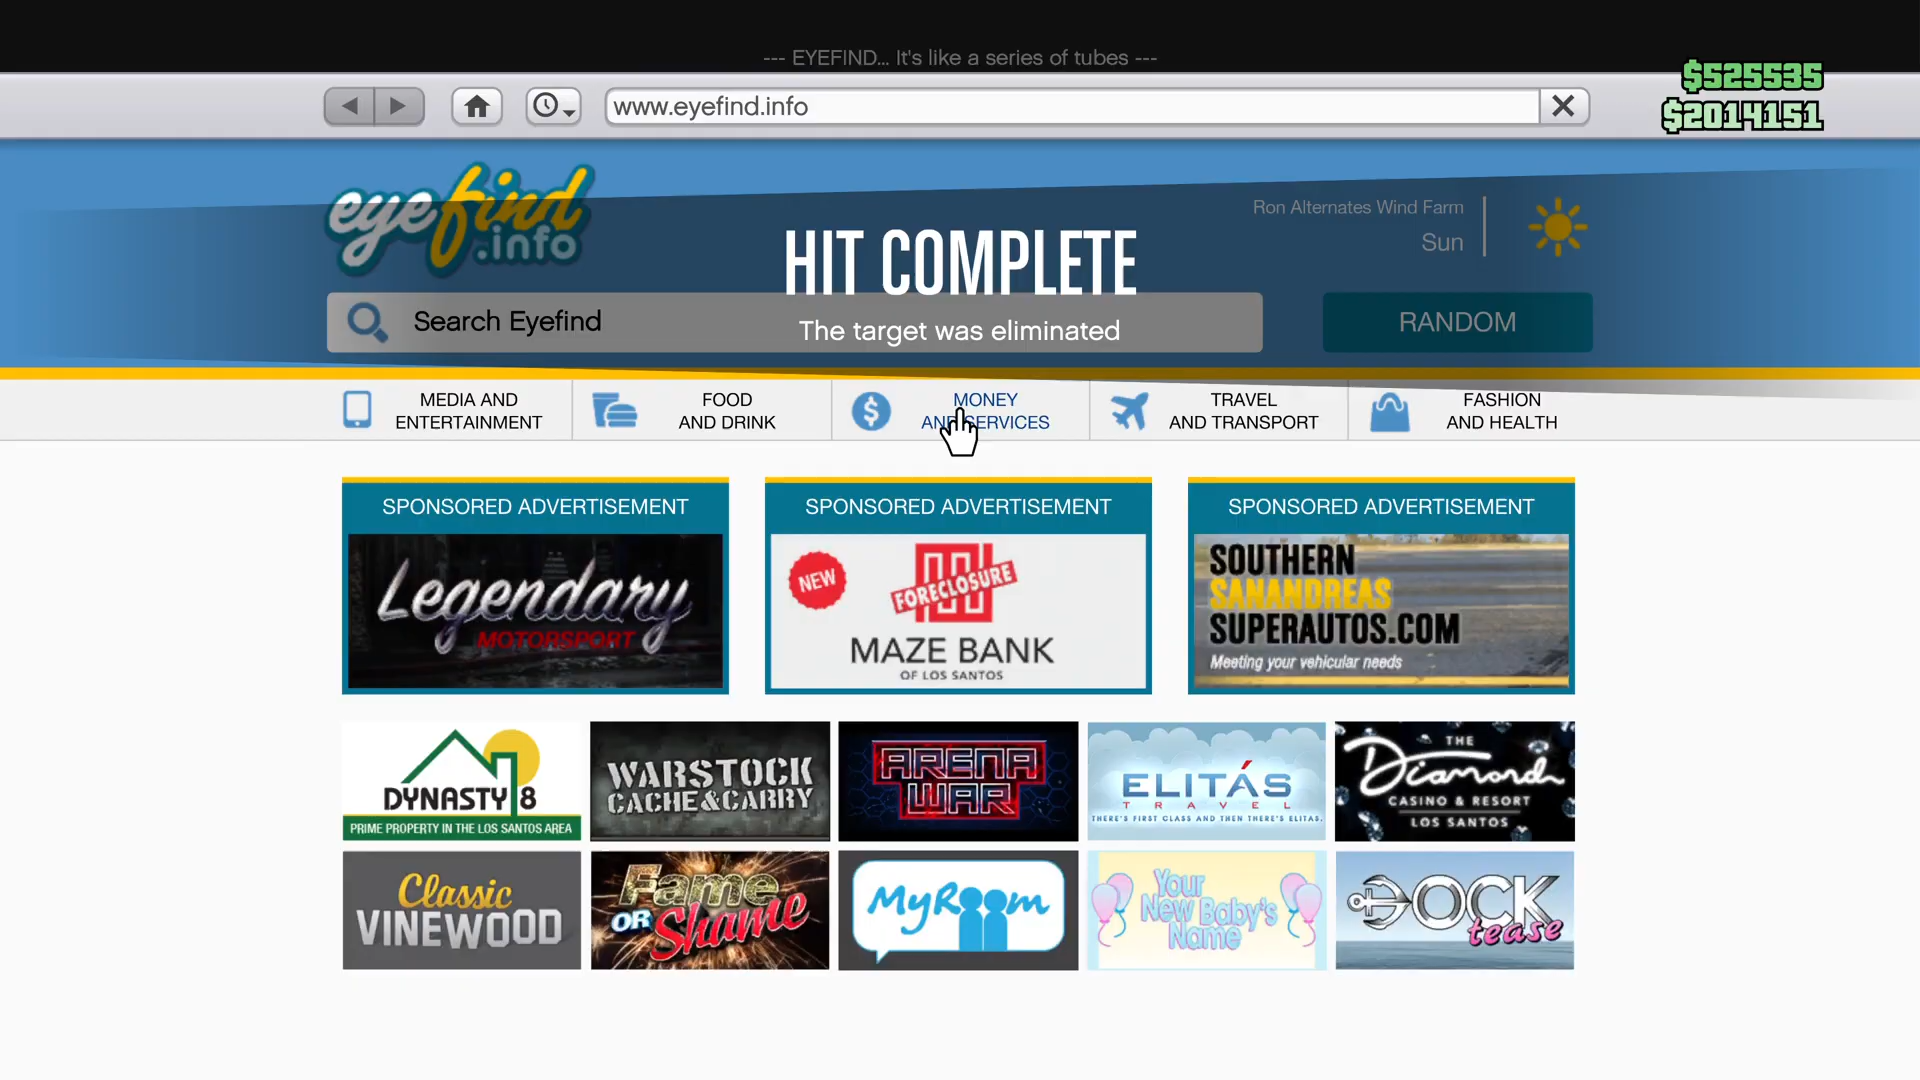 --- EYEFIND... It's like a series of tubes ---
$525535
$2014151
www.eyefind.info
eyefind
.info
Ron Alternates Wind Farm
Sun
HIT COMPLETE
The target was eliminated
Search Eyefind
RANDOM
MEDIA AND
ENTERTAINMENT
FOOD
AND DRINK
MONEY
AND SERVICES
TRAVEL
AND TRANSPORT
FASHION
AND HEALTH
SPONSORED ADVERTISEMENT
Legendary
MOTORSPORT
SPONSORED ADVERTISEMENT
NEW
FORECLOSURE
MAZE BANK
OF LOS SANTOS
SPONSORED ADVERTISEMENT
SOUTHERN
SANANDREAS
SUPERAUTOS.COM
Meeting your vehicular needs
DYNASTY 8
PRIME PROPERTY IN THE LOS SANTOS AREA
WARSTOCK
CACHE&CARRY
ARENA
WAR
ELITÁS
TRAVEL
THERE'S FIRST CLASS AND THEN THERE'S ELITAS.
THE
Diamond
CASINO & RESORT
LOS SANTOS
Classic
VINEWOOD
Fame
OR Shame
MyRoom
Your
New Baby's
Name
DOCK
tease